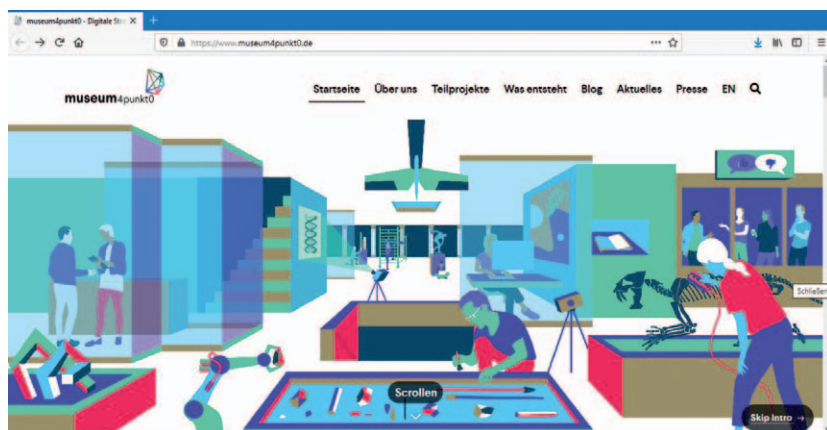 museum4punkt0 - Digitale Str
https://www.museum4punkt0.de
museum4punkt0
Startseite Über uns Teilprojekte Was entsteht Blog Aktuelles Presse EN
Schließen
Scrollen
Skip Intro →